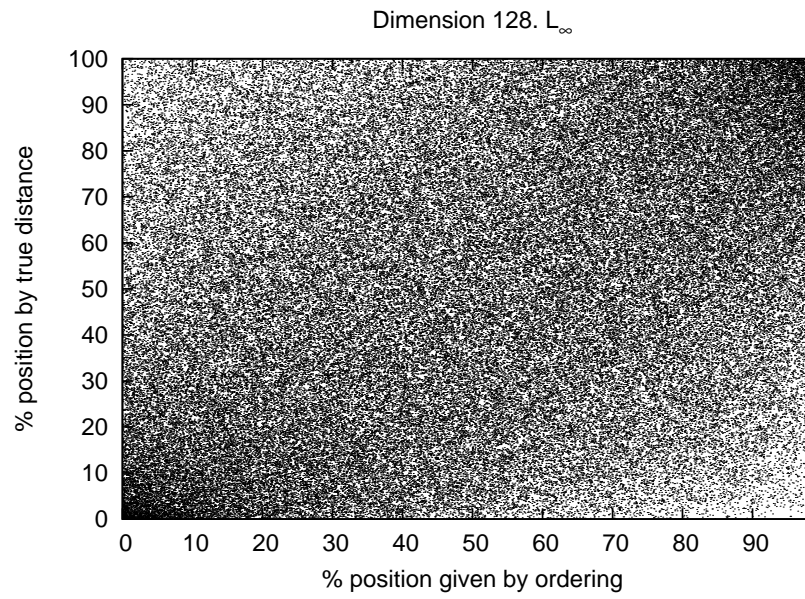 Dimension 128. L∞
100
90
80
70
60
50
40
30
20
10
0
% position by true distance
0 10 20 30 40 50 60 70 80 90
% position given by ordering